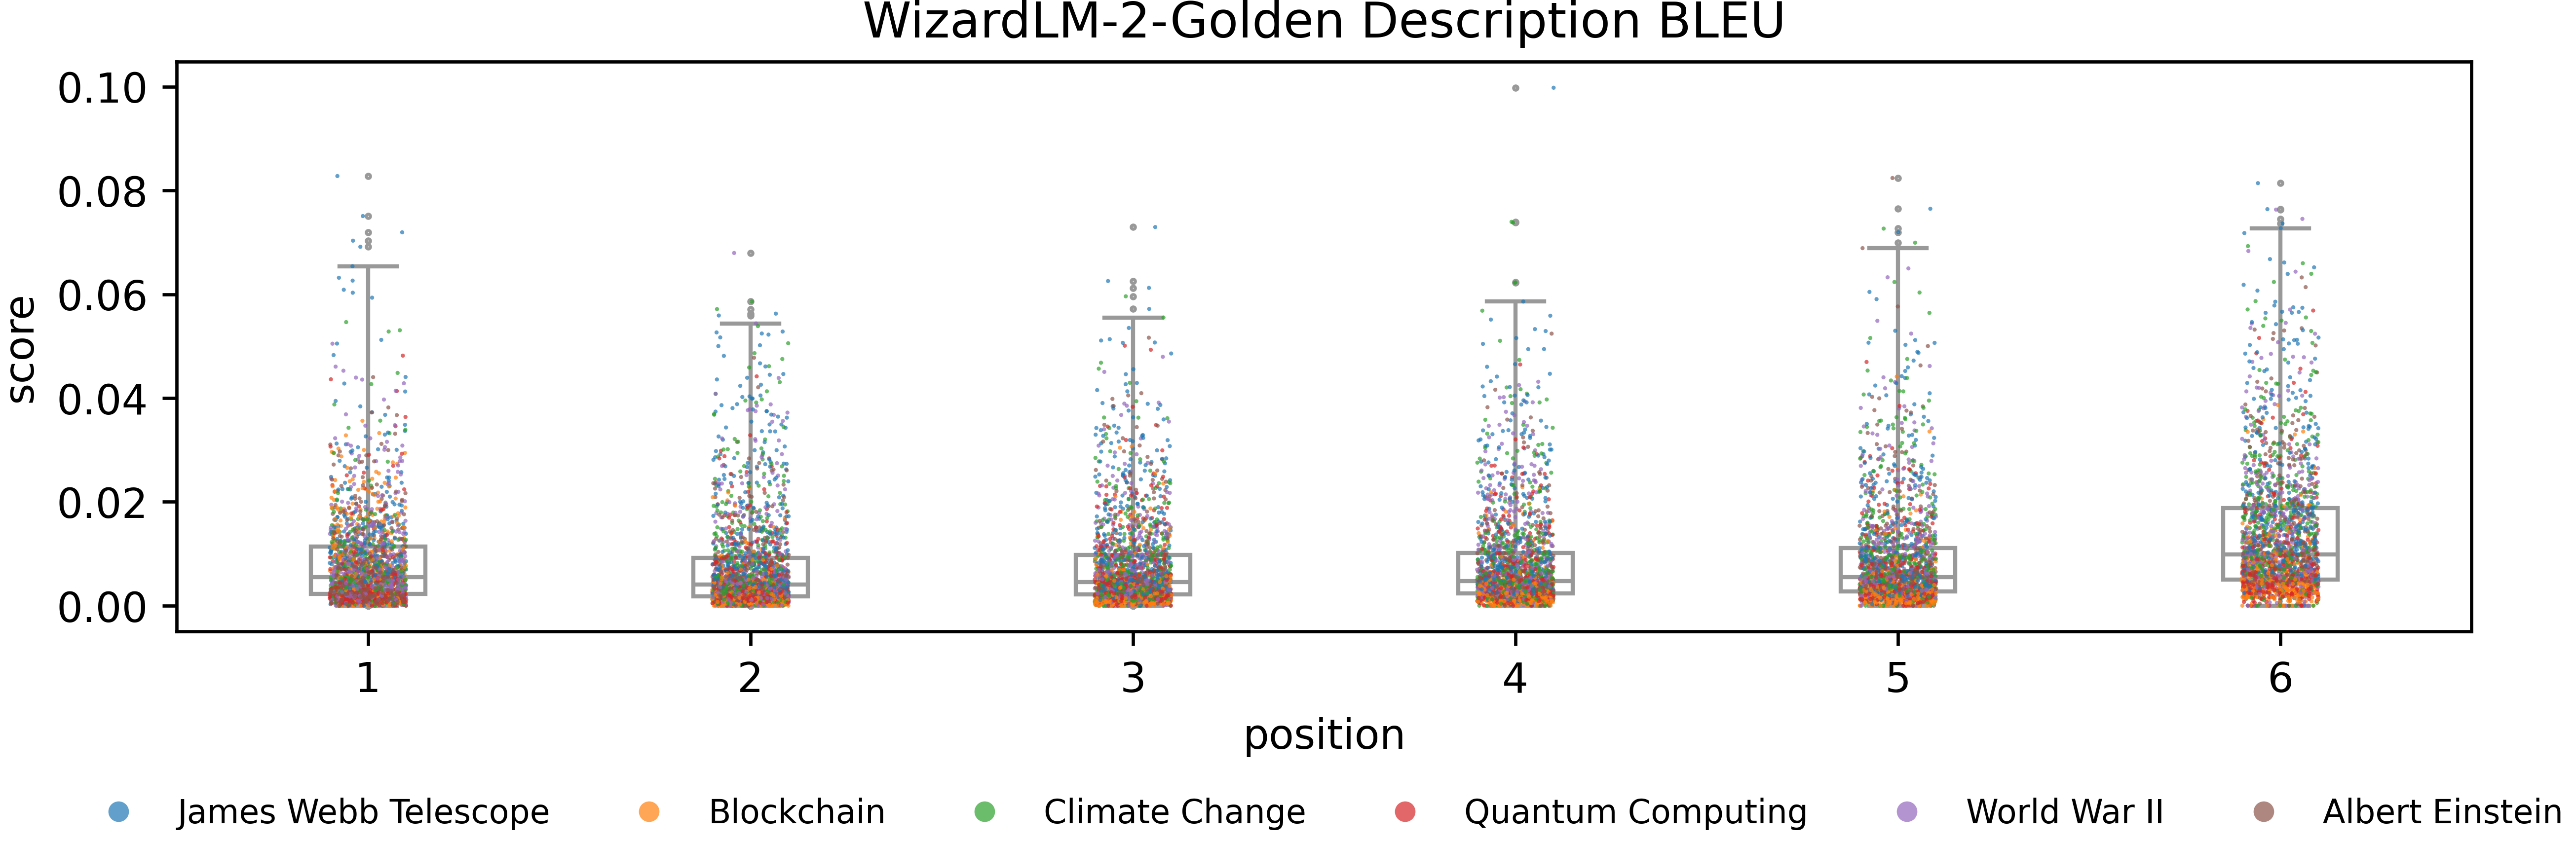 WizardLM-2-Golden Description BLEU
score
0.10
0.08
0.06
0.04
0.02
0.00
1 2 3 4 5 6
position
James Webb Telescope Blockchain Climate Change Quantum Computing World War II Albert Einstein